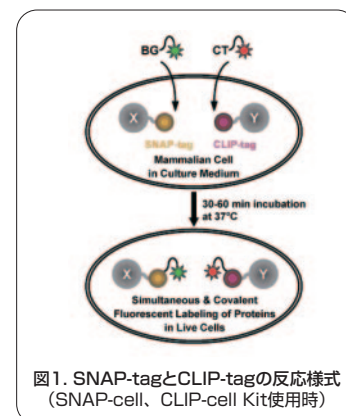 BG CT
X Y
SNAP-tag CLIP-tag
Mammalian Cell
in Culture Medium
30-60 min incubation
at 37°C
X Y
Simultaneous & Covalent
Fluorescent Labeling of Proteins
in Live Cells
図1. SNAP-tagとCLIP-tagの反応様式
（SNAP-cell、CLIP-cell Kit使用時）